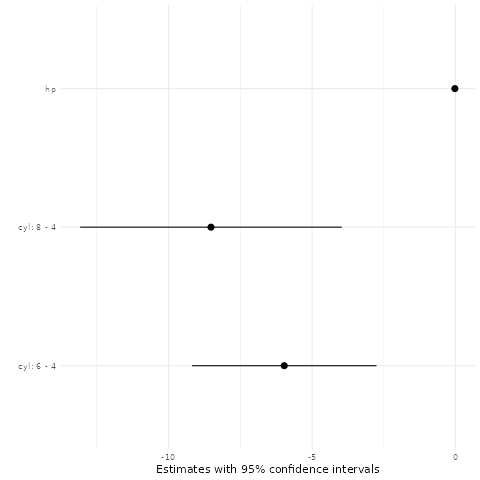 hp
cyl: 8 - 4
cyl: 6 - 4
-10 -5 0
Estimates with 95% confidence intervals